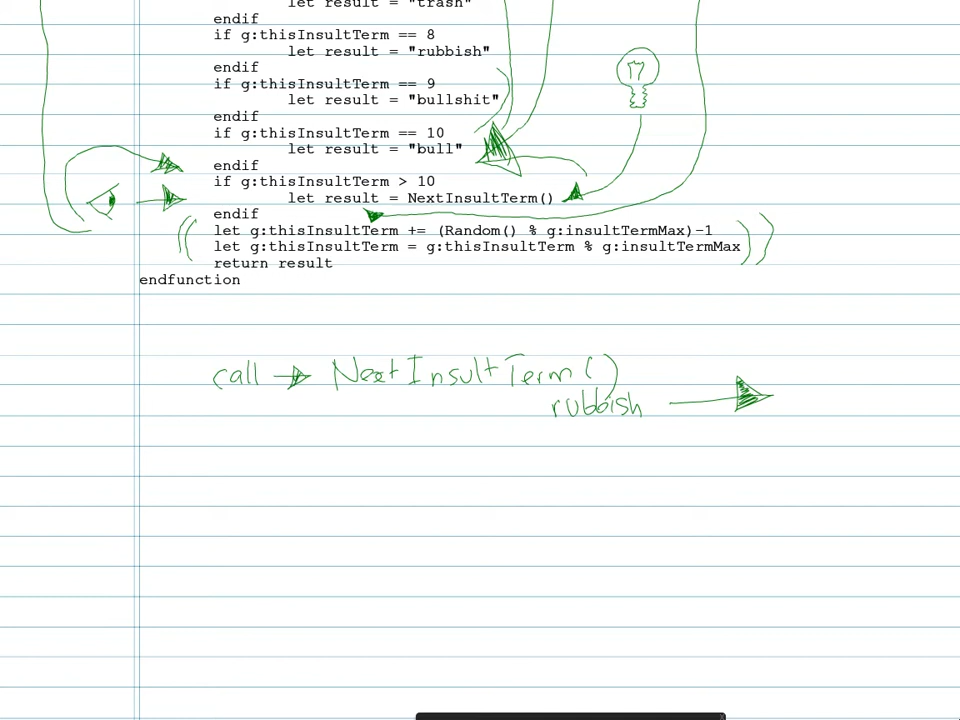 let result = "trash"
endif
if g:thisInsultTerm == 8
let result = "rubbish"
endif
if g:thisInsultTerm == 9
let result = "bullshit"
endif
if g:thisInsultTerm == 10
let result = "bull"
endif
if g:thisInsultTerm > 10
let result = NextInsultTerm()
endif
let g:thisInsultTerm += (Random() % g:insultTermMax)-1
let g:thisInsultTerm = g:thisInsultTerm % g:insultTermMax
return result
endfunction
call → NextInsultTerm()
rubbish →